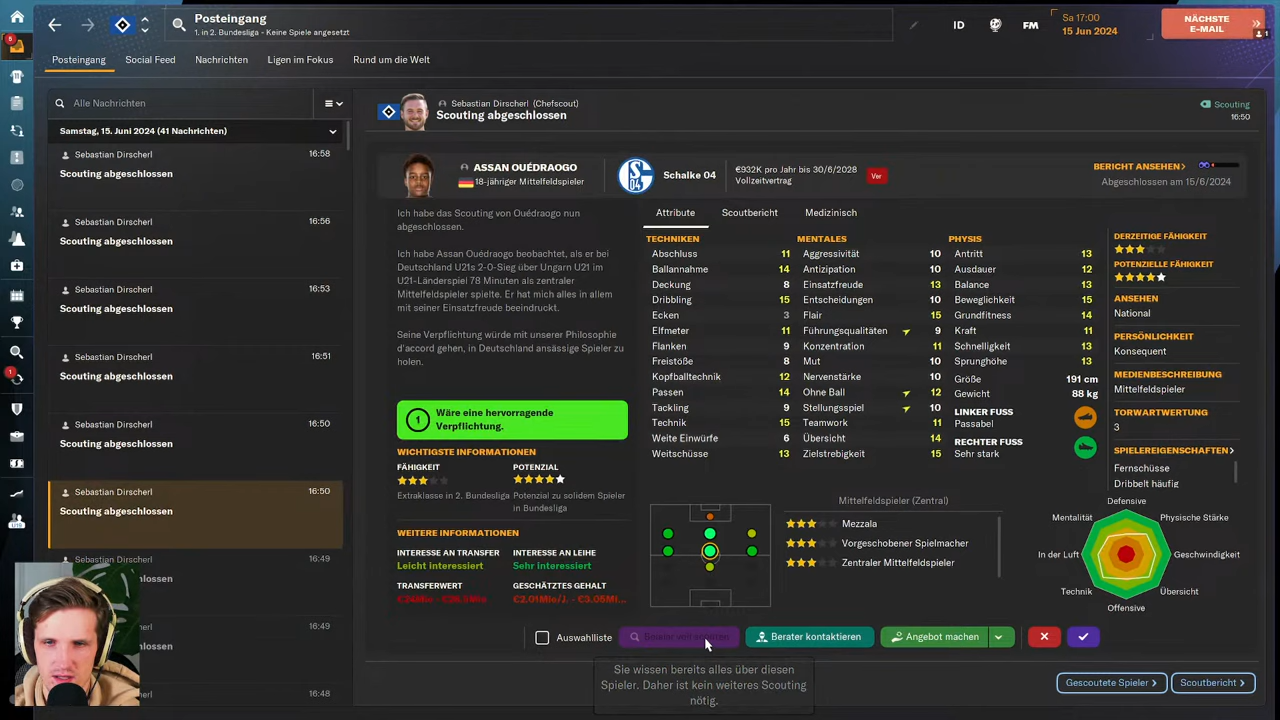 Posteingang
1. in 2. Bundesliga - Keine Spiele angesetzt
ID
FM
Sa 17:00
15 Jun 2024
NÄCHSTE
E-MAIL
1
6
Posteingang
Social Feed
Nachrichten
Ligen im Fokus
Rund um die Welt
Alle Nachrichten
Samstag, 15. Juni 2024 (41 Nachrichten)
Sebastian Dirscherl 16:58
Scouting abgeschlossen
Sebastian Dirscherl 16:56
Scouting abgeschlossen
Sebastian Dirscherl 16:53
Scouting abgeschlossen
Sebastian Dirscherl 16:51
Scouting abgeschlossen
Sebastian Dirscherl 16:50
Scouting abgeschlossen
Sebastian Dirscherl 16:50
Scouting abgeschlossen
Sebastian Dirscherl 16:49
16:49
16:48
1
Sebastian Dirscherl (Chefscout)
Scouting abgeschlossen
Scouting
16:50
ASSAN OUÉDRAOGO
18-jähriger Mittelfeldspieler
Schalke 04
€932K pro Jahr bis 30/6/2028
Vollzeitvertrag
Ver
BERICHT ANSEHEN
Abgeschlossen am 15/6/2024
Ich habe das Scouting von Ouédraogo nun
abgeschlossen.
Ich habe Assan Ouédraogo beobachtet, als er bei
Deutschland U21s 2-0-Sieg über Ungarn U21 im
U21-Länderspiel 78 Minuten als zentraler
Mittelfeldspieler spielte. Er hat mich alles in allem
mit seiner Einsatzfreude beeindruckt.
Seine Verpflichtung würde mit unserer Philosophie
d'accord gehen, in Deutschland ansässige Spieler zu
holen.
1
Wäre eine hervorragende
Verpflichtung.
WICHTIGSTE INFORMATIONEN
FÄHIGKEIT POTENZIAL
Extraklasse in 2. Bundesliga
Potenzial zu solidem Spieler
in Bundesliga
WEITERE INFORMATIONEN
INTERESSE AN TRANSFER INTERESSE AN LEIHE
Leicht interessiert Sehr interessiert
TRANSFERWERT GESCHÄTZTES GEHALT
€2.01Mio/J. - €3.05Mi...
Attribute
Scoutbericht
Medizinisch
TECHNIKEN
Abschluss 11
Ballannahme 14
Deckung 8
Dribbling 15
Ecken 3
Elfmeter 11
Flanken 9
Freistöße 8
Kopfballtechnik 12
Passen 14
Tackling 9
Technik 15
Weite Einwürfe 6
Weitschüsse 13
MENTALES
Aggressivität 10
Antizipation 10
Einsatzfreude 13
Entscheidungen 10
Flair 15
Führungsqualitäten 9
Konzentration 11
Mut 10
Nervenstärke 10
Ohne Ball 12
Stellungsspiel 10
Teamwork 11
Übersicht 14
Zielstrebigkeit 15
PHYSIS
Antritt 13
Ausdauer 12
Balance 13
Beweglichkeit 15
Grundfitness 14
Kraft 11
Schnelligkeit 13
Sprunghöhe 13
Größe 191 cm
Gewicht 88 kg
LINKER FUSS
Passabel
RECHTER FUSS
Sehr stark
DERZEITIGE FÄHIGKEIT
POTENZIELLE FÄHIGKEIT
ANSEHEN
National
PERSÖNLICHKEIT
Konsequent
MEDIENBESCHREIBUNG
Mittelfeldspieler
TORWARTWERTUNG
3
SPIELEREIGENSCHAFTEN
Fernschüsse
Dribbelt häufig
Mittelfeldspieler (Zentral)
Mezzala
Vorgeschobener Spielmacher
Zentraler Mittelfeldspieler
Defensive
Mentalität
Physische Stärke
In der Luft
Geschwindigkeit
Technik
Übersicht
Offensive
Auswahlliste
Berater kontaktieren
Angebot machen
Sie wissen bereits alles über diesen
Spieler. Daher ist kein weiteres Scouting
nötig.
Gescoutete Spieler
Scoutbericht